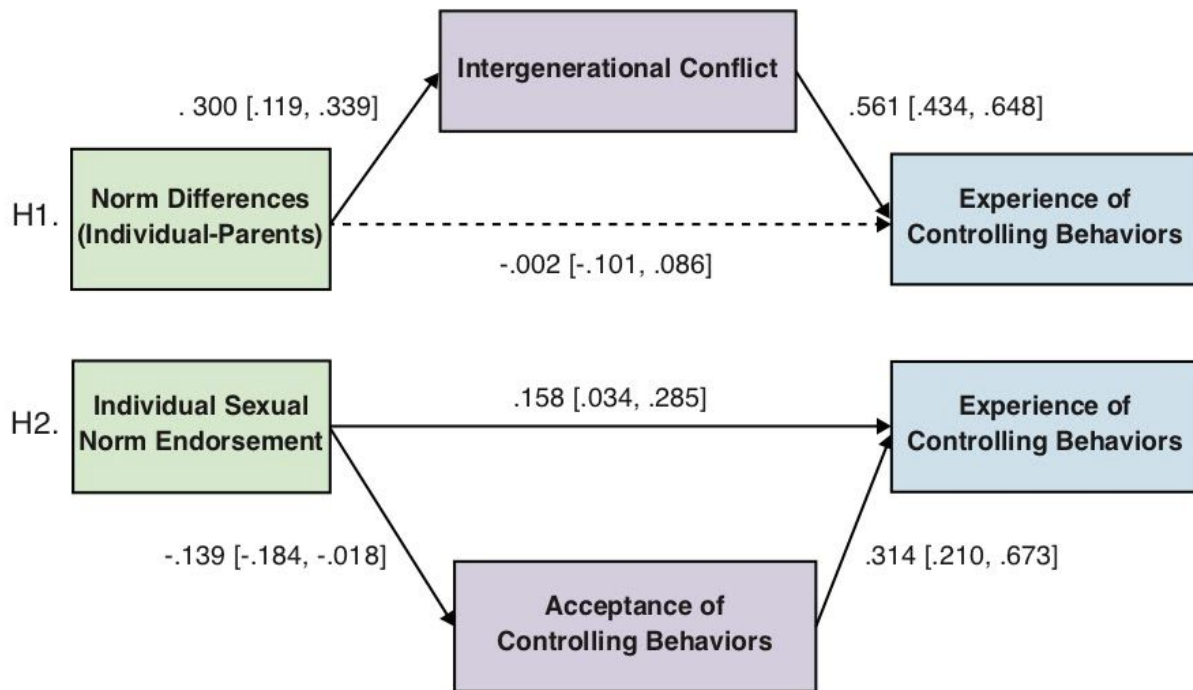 Intergenerational Conflict
. 300 [.119, .339]
.561 [.434, .648]
H1.
Norm Differences
(Individual-Parents)
Experience of
Controlling Behaviors
-.002 [-.101, .086]
H2.
Individual Sexual
Norm Endorsement
.158 [.034, .285]
Experience of
Controlling Behaviors
-.139 [-.184, -.018]
.314 [.210, .673]
Acceptance of
Controlling Behaviors